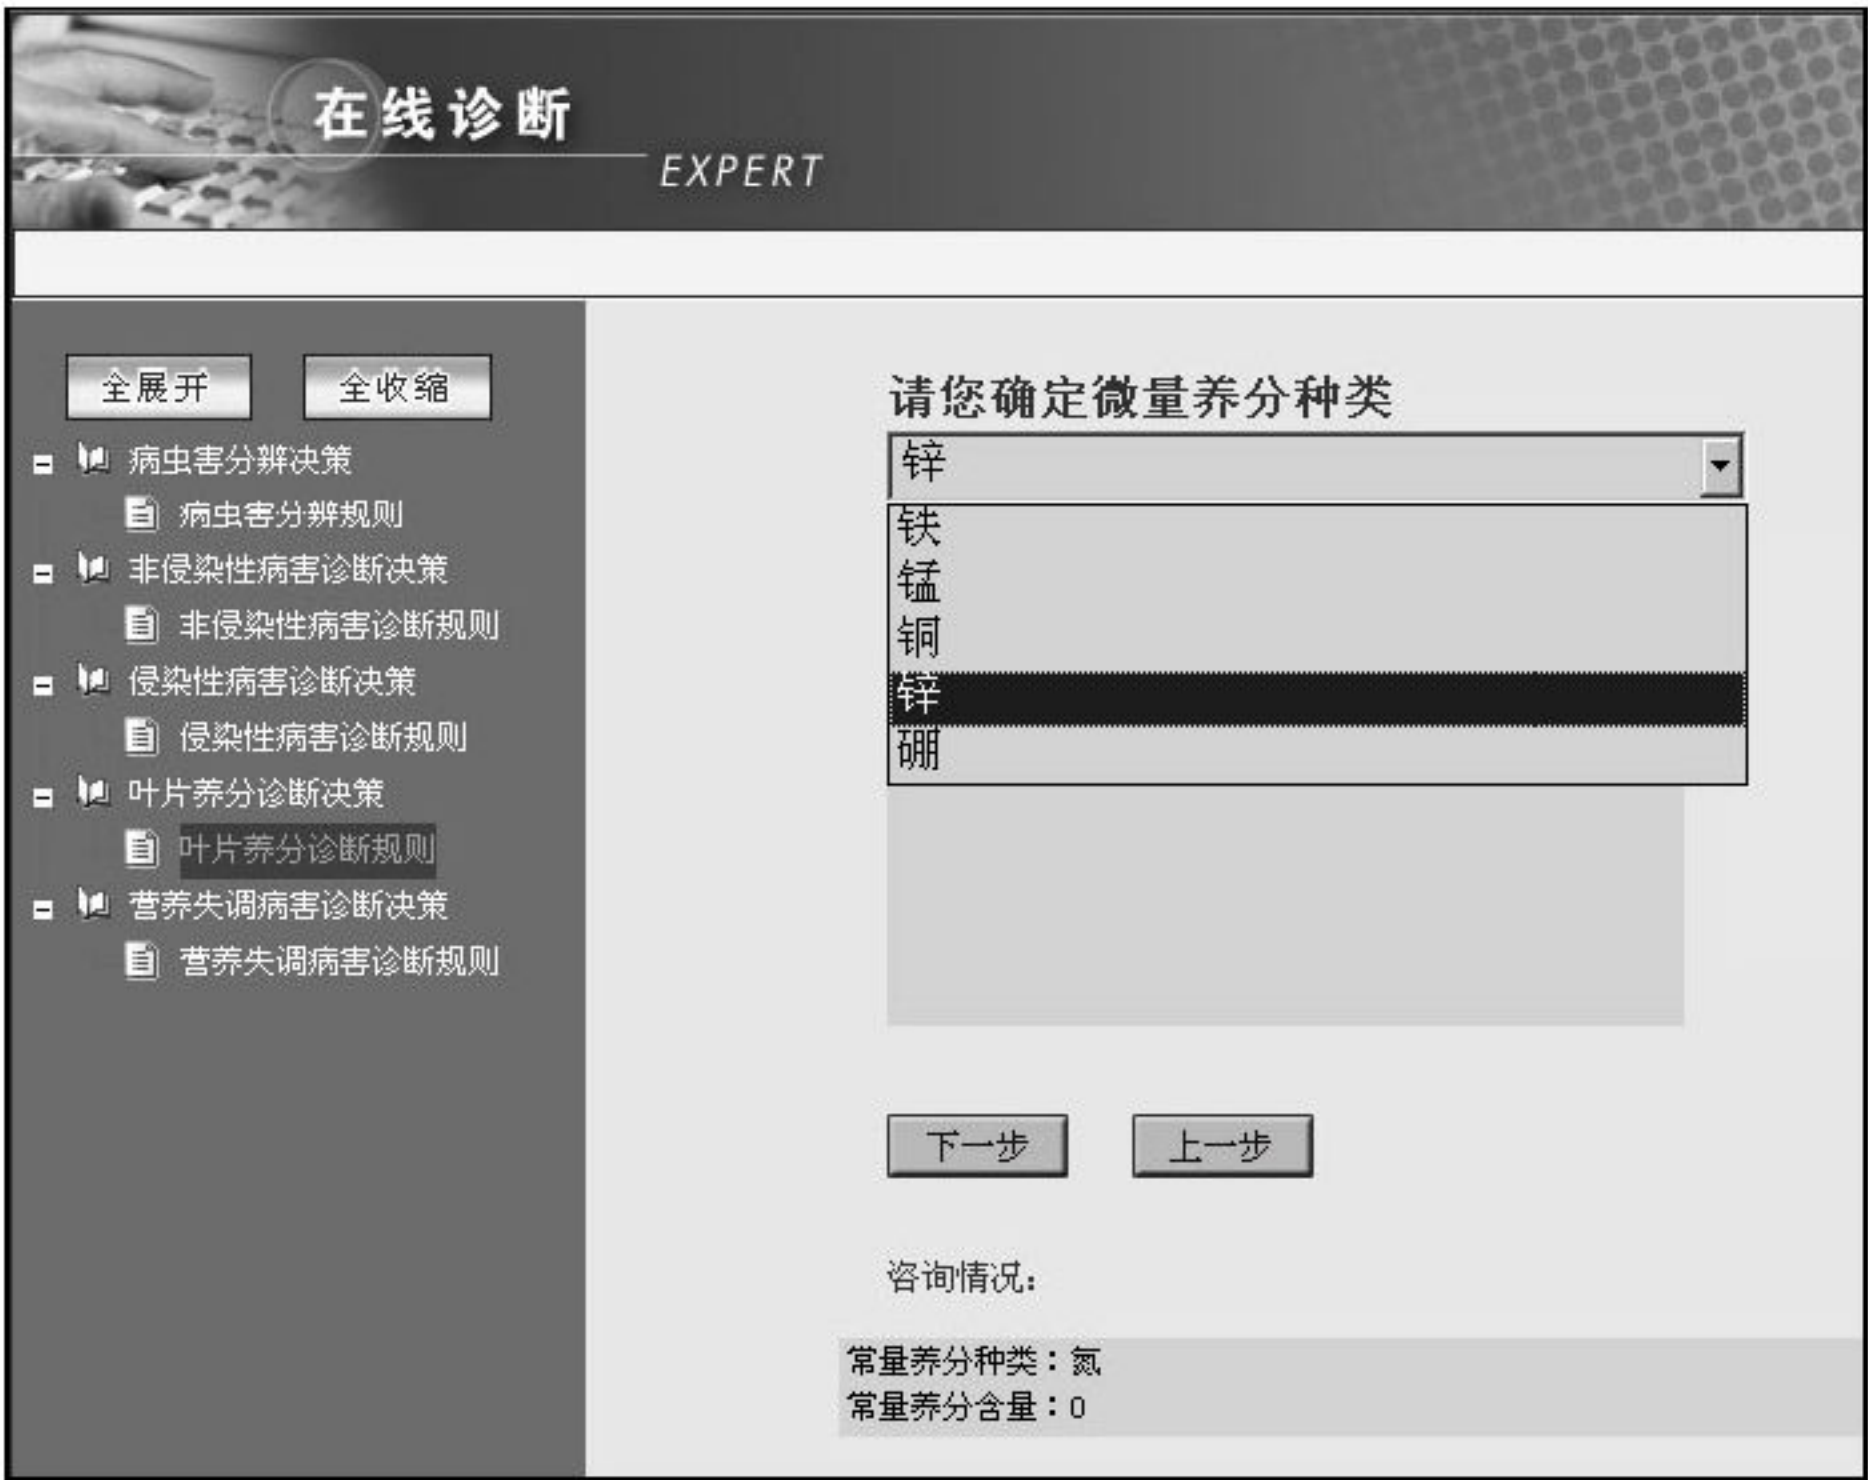 在线诊断
EXPERT
全展开 全收缩
病虫害分辨决策
病虫害分辨规则
非侵染性病害诊断决策
非侵染性病害诊断规则
侵染性病害诊断决策
侵染性病害诊断规则
叶片养分诊断决策
叶片养分诊断规则
营养失调病害诊断决策
营养失调病害诊断规则
请您确定微量养分种类
锌
铁
锰
铜
锌
硼
下一步 上一步
咨询情况：
常量养分种类：氮
常量养分含量：0